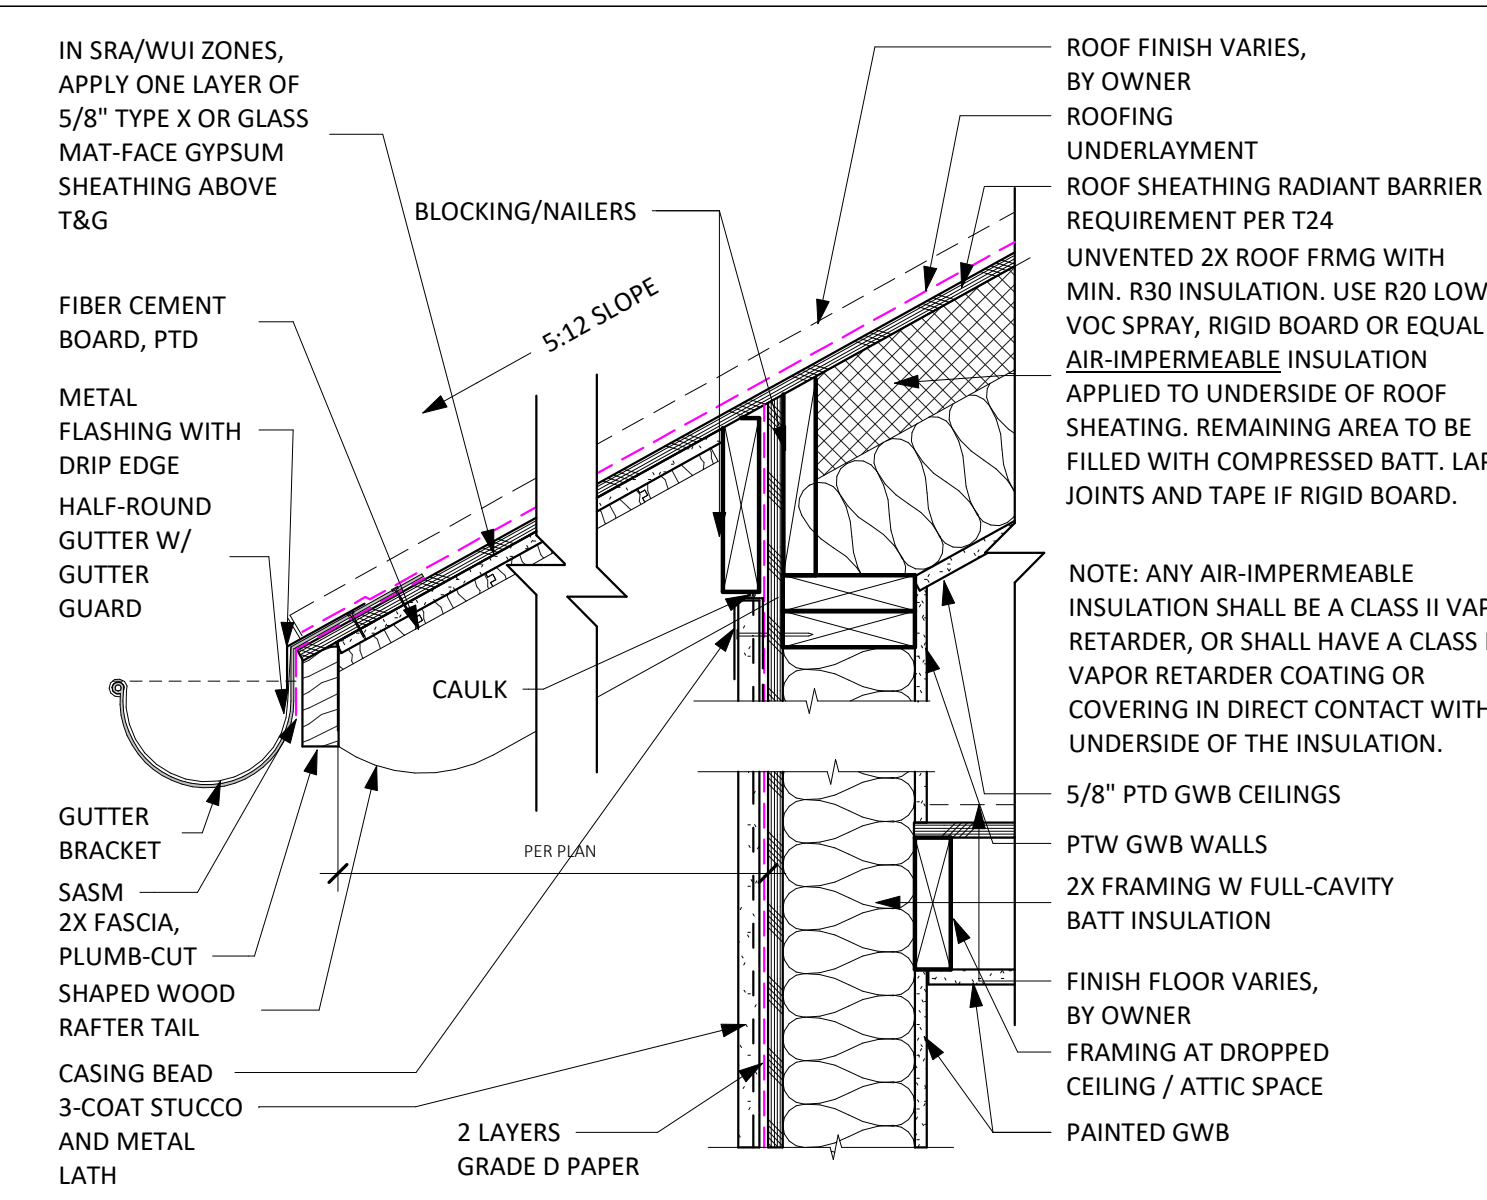 IN SRA/WUI ZONES,
APPLY ONE LAYER OF
5/8" TYPE X OR GLASS
MAT-FACE GYPSUM
SHEATHING ABOVE
T&G
BLOCKING/NAILERS
5:12 SLOPE
FIBER CEMENT
BOARD, PTD
METAL
FLASHING WITH
DRIP EDGE
HALF-ROUND
GUTTER W/
GUTTER
GUARD
CAULK
GUTTER
BRACKET
PER PLAN
SASM
2X FASCIA,
PLUMB-CUT
SHAPED WOOD
RAFTER TAIL
CASING BEAD
3-COAT STUCCO
AND METAL
LATH
2 LAYERS
GRADE D PAPER
ROOF FINISH VARIES,
BY OWNER
ROOFING
UNDERLAYMENT
ROOF SHEATHING RADIANT BARRIER
REQUIREMENT PER T24
UNVENTED 2X ROOF FRMG WITH
MIN. R30 INSULATION. USE R20 LOW
VOC SPRAY, RIGID BOARD OR EQUAL
AIR-IMPERMEABLE INSULATION
APPLIED TO UNDERSIDE OF ROOF
SHEATING. REMAINING AREA TO BE
FILLED WITH COMPRESSED BATT.
JOINTS AND TAPE IF RIGID BOARD.
NOTE: ANY AIR-IMPERMEABLE
INSULATION SHALL BE A CLASS II
RETARDER, OR SHALL HAVE A CLASS
VAPOR RETARDER COATING OR
COVERING IN DIRECT CONTACT WITH
UNDERSIDE OF THE INSULATION.
5/8" PTD GWB CEILINGS
PTW GWB WALLS
2X FRAMING W FULL-CAVITY
BATT INSULATION
FINISH FLOOR VARIES,
BY OWNER
FRAMING AT DROPPED
CEILING / ATTIC SPACE
PAINTED GWB